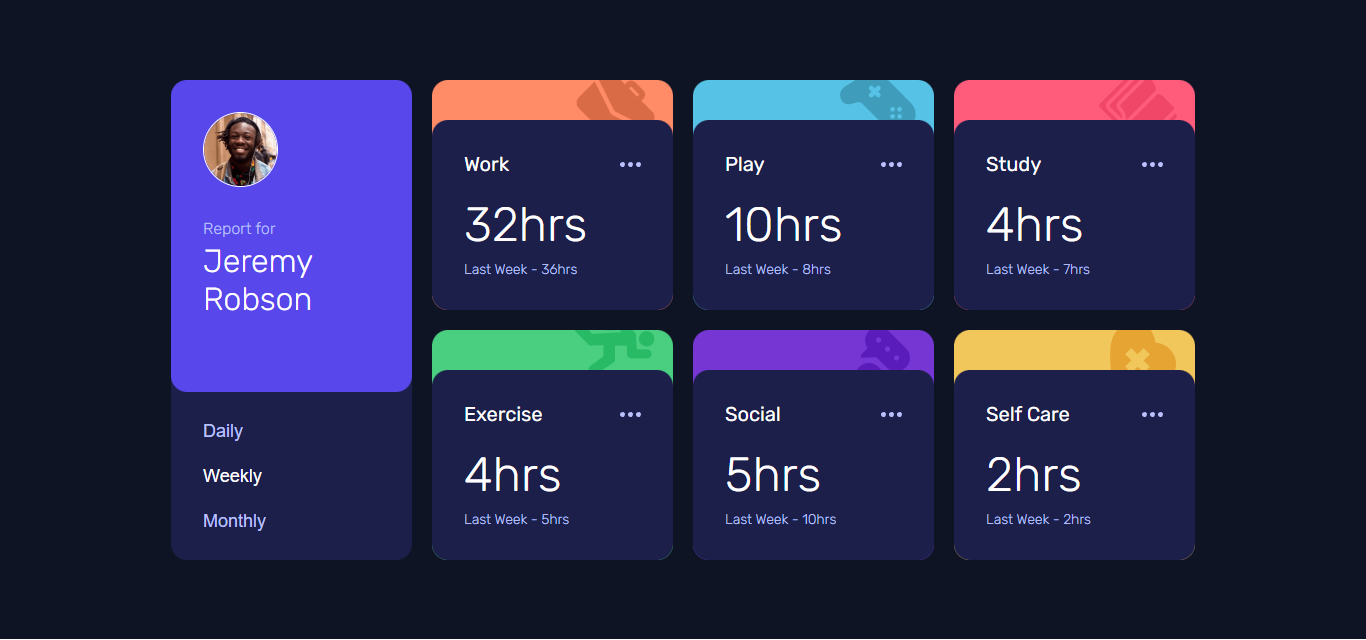 Report for
Jeremy
Robson
Daily
Weekly
Monthly
Work
32hrs
Last Week - 36hrs
Play
10hrs
Last Week - 8hrs
Study
4hrs
Last Week - 7hrs
Exercise
4hrs
Last Week - 5hrs
Social
5hrs
Last Week - 10hrs
Self Care
2hrs
Last Week - 2hrs